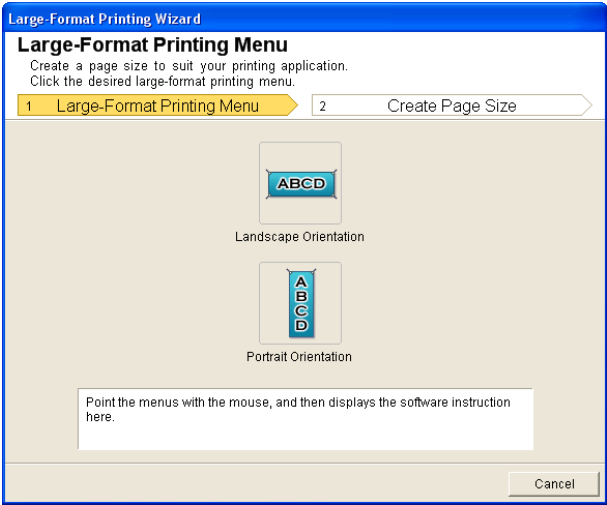 Large-Format Printing Wizard
Large-Format Printing Menu
Create a page size to suit your printing application.
Click the desired large-format printing menu.
1 Large-Format Printing Menu 2 Create Page Size
ABCD
Landscape Orientation
A
B
C
D
Portrait Orientation
Point the menus with the mouse, and then displays the software instruction
here.
Cancel